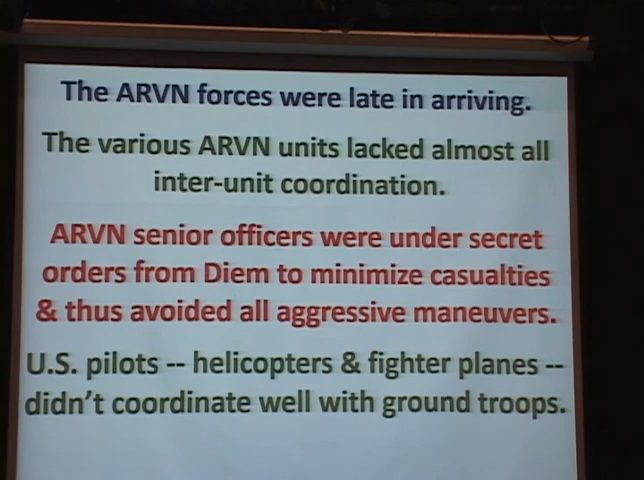 The ARVN forces were late in arriving.
The various ARVN units lacked almost all
inter-unit coordination.
ARVN senior officers were under secret
orders from Diem to minimize casualties
& thus avoided all aggressive maneuvers.
U.S. pilots -- helicopters & fighter planes --
didn't coordinate well with ground troops.